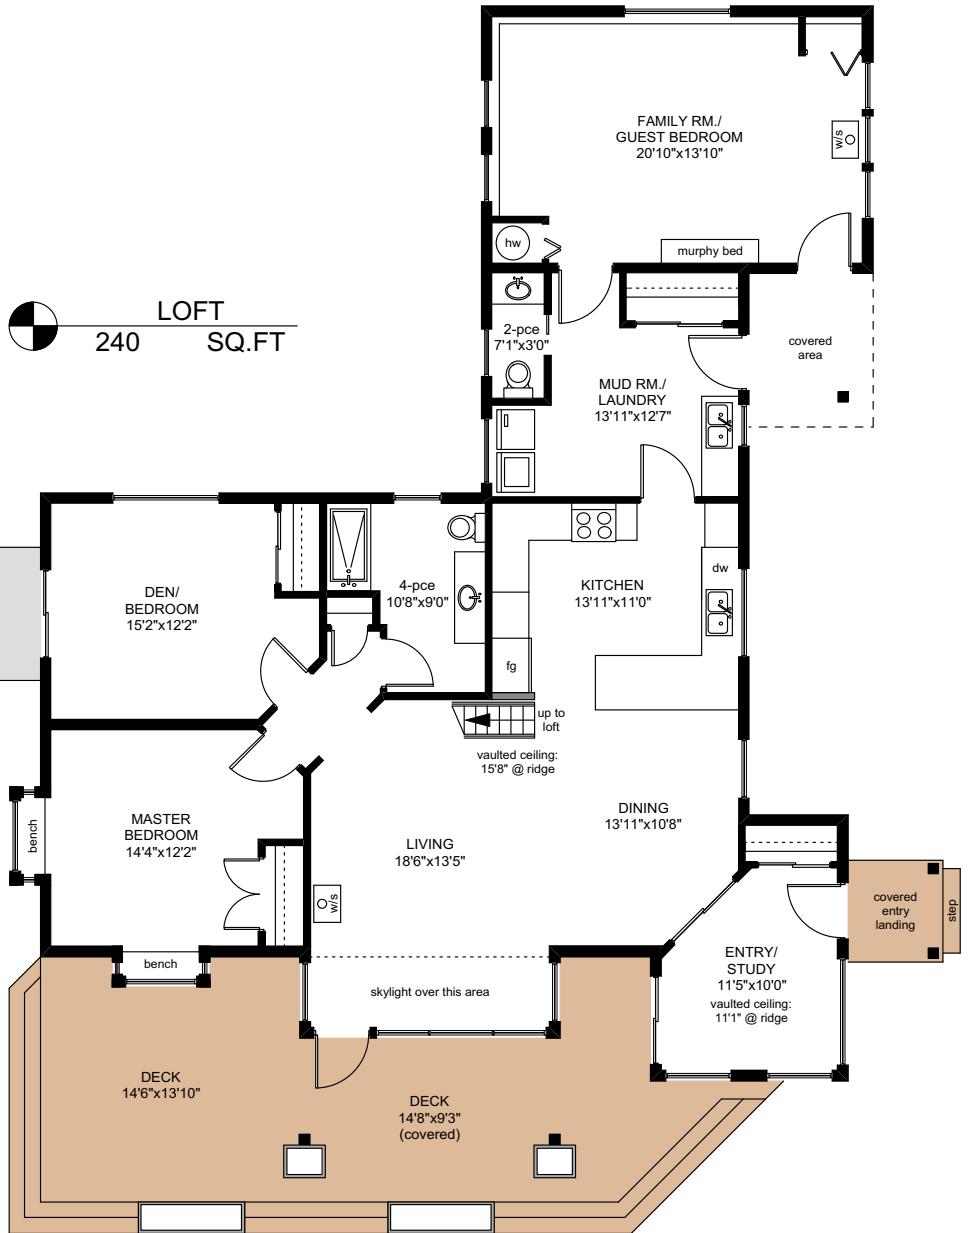 FAMILY RM./
GUEST BEDROOM
20'10"x13'10"
w/s
hw
murphy bed
LOFT
240 SQ.FT
2-pce
7'1"x3'0"
covered
area
MUD RM./
LAUNDRY
13'11"x12'7"
DEN/
BEDROOM
15'2"x12'2"
4-pce
10'8"x9'0"
KITCHEN
13'11"x11'0"
dw
fg
up to
loft
vaulted ceiling:
15'8" @ ridge
MASTER
BEDROOM
14'4"x12'2"
bench
LIVING
18'6"x13'5"
DINING
13'11"x10'8"
w/s
covered
entry
landing
step
bench
ENTRY/
STUDY
11'5"x10'0"
vaulted ceiling:
11'1" @ ridge
skylight over this area
DECK
14'6"x13'10"
DECK
14'8"x9'3"
(covered)